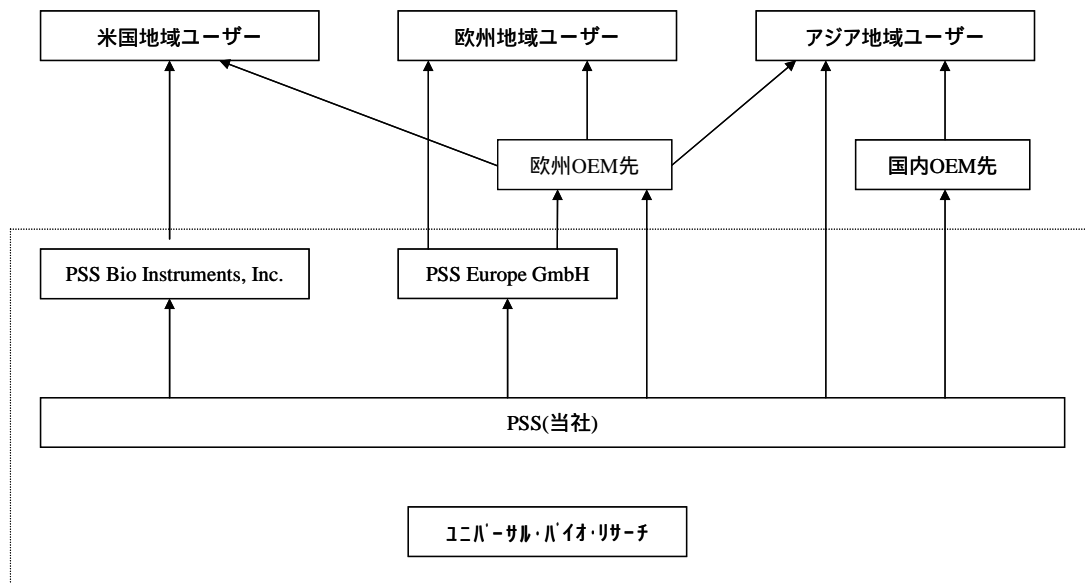 米国地域ユーザー
欧州地域ユーザー
アジア地域ユーザー
欧州OEM先
国内OEM先
PSS Bio Instruments, Inc.
PSS Europe GmbH
PSS(当社)
ﾕﾆﾊﾞｰｻﾙ･ﾊﾞｲｵ･ﾘｻｰﾁ